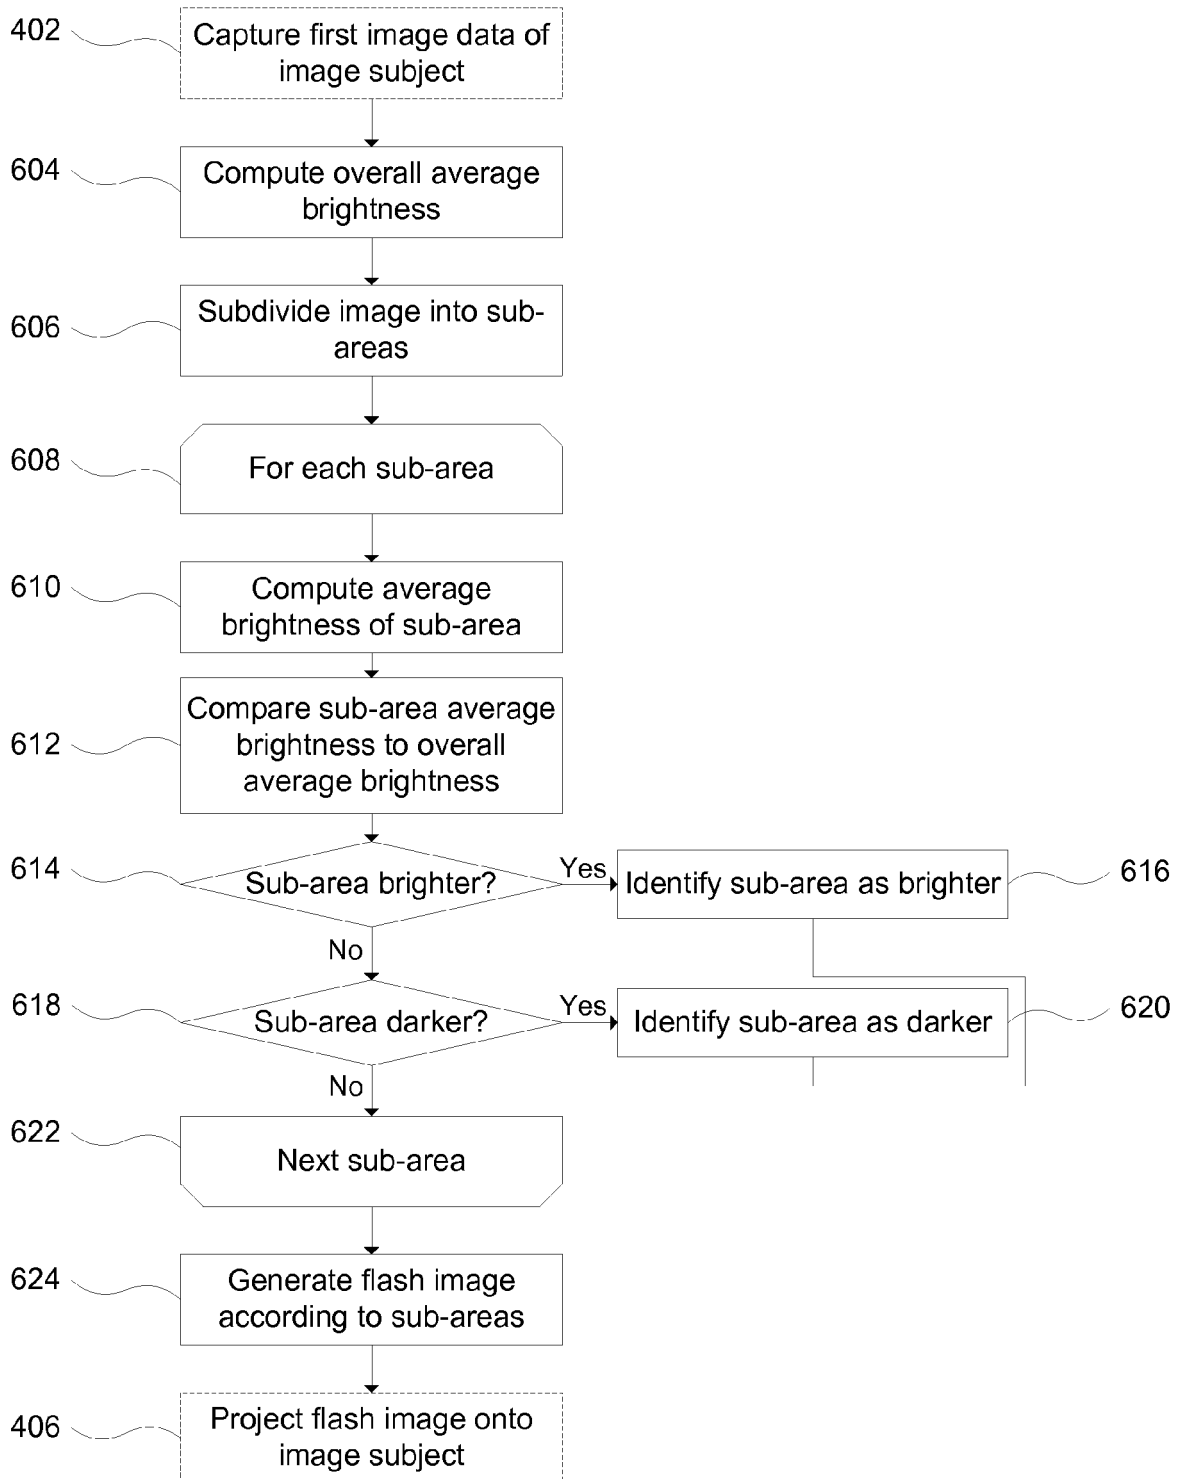 402
Capture first image data of
image subject
604
Compute overall average
brightness
606
Subdivide image into sub-
areas
608
For each sub-area
610
Compute average
brightness of sub-area
612
Compare sub-area average
brightness to overall
average brightness
614
Sub-area brighter?
Yes
Identify sub-area as brighter
616
No
618
Sub-area darker?
Yes
Identify sub-area as darker
620
No
622
Next sub-area
624
Generate flash image
according to sub-areas
406
Project flash image onto
image subject